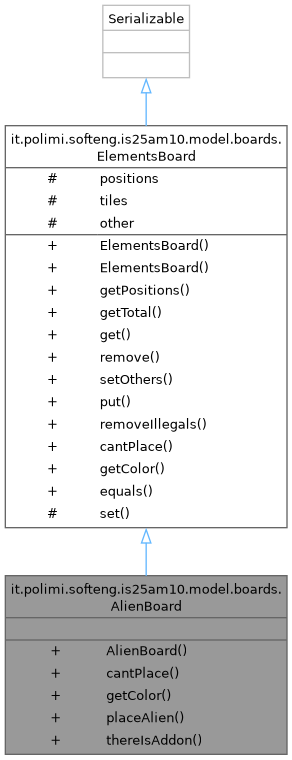 Serializable
it.polimi.softeng.is25am10.model.boards.
ElementsBoard
# positions
# tiles
# other
+ ElementsBoard()
+ ElementsBoard()
+ getPositions()
+ getTotal()
+ get()
+ remove()
+ setOthers()
+ put()
+ removeIllegals()
+ cantPlace()
+ getColor()
+ equals()
# set()
it.polimi.softeng.is25am10.model.boards.
AlienBoard
+ AlienBoard()
+ cantPlace()
+ getColor()
+ placeAlien()
+ thereIsAddon()